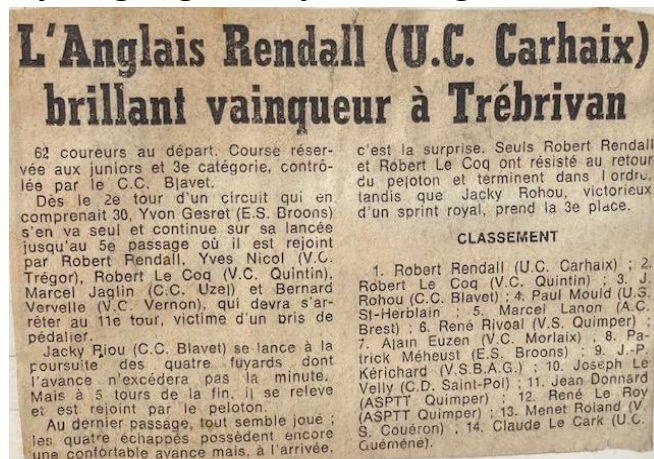 L'Anglais Rendall (U.C. Carhaix)
brillant vainqueur à Trébrivan
62 coureurs au départ. Course réser-
vée aux juniors et 3e catégorie, contrô-
lée par le C.C. Blavet.
Dès le 2e tour d'un circuit qui en
comprenait 30, Yvon Gesret (E.S. Broons)
s'en va seul et continue sur sa lancée
jusqu'au 5e passage où il est rejoint
par Robert Rendall, Yves Nicol (V.C.
Trégor), Robert Le Coq (V.C. Quintin),
Marcel Jaglin (C.C. Uzel) et Bernard
Vervelle (V.C. Vernon), qui devra s'ar-
rêter au 11e tour, victime d'un bris de
pédalier.
Jacky Riou (C.C. Blavet) se lance à la
poursuite des quatre fuyards dont
l'avance n'excédera pas la minute.
Mais à 5 tours de la fin, il se releve
et est rejoint par le peloton.
Au dernier passage, tout semble joué ;
les quatre échappés possèdent encore
une confortable avance mais, à l'arrivée,
c'est la surprise. Seuls Robert Rendall
et Robert Le Coq ont résisté au retour
du peloton et terminent dans l'ordre,
tandis que Jacky Rohou, victorieux
d'un sprint royal, prend la 3e place.
CLASSEMENT
1. Robert Rendall (U.C. Carhaix) ; 2.
Robert Le Coq (V.C. Quintin) ; 3. J.
Rohou (C.C. Blavet) ; 4. Paul Mould (U.S.
St-Herblain ; 5. Marcel Lanon (A.C.
Brest) ; 6. René Rivoal (V.S. Quimper) ;
7. Alain Euzen (V.C. Morlaix) ; 8. Pa-
trick Méheust (E.S. Broons) ; 9. J.-P.
Kérichard (V.S.B.A.G.) ; 10. Joseph Le
Velly (C.D. Saint-Pol) ; 11. Jean Donnard
(ASPTT Quimper) ; 12. René Le Roy
(ASPTT Quimper) ; 13. Menet Roland (V.
S. Couéron) ; 14. Claude Le Cark (U.C.
Guéméné).